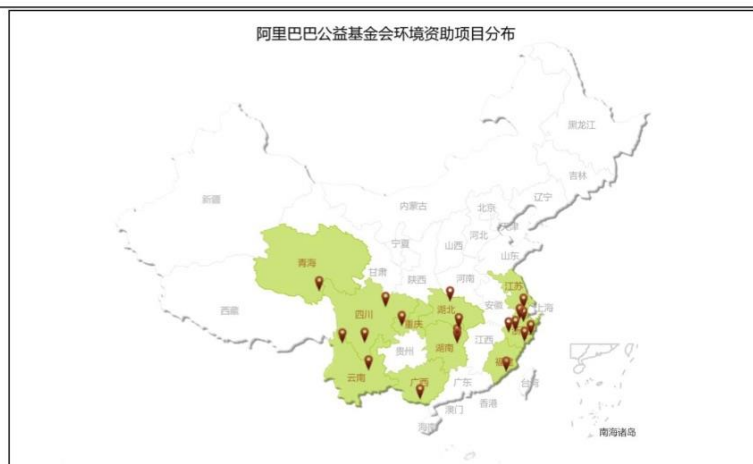 阿里巴巴公益基金会环境资助项目分布
黑龙江
吉林
辽宁
新疆
内蒙古
北京
天津
河北
宁夏
山西
山东
青海
甘肃
陕西
河南
江苏
西藏
四川
湖北
安徽
上海
重庆
湖南
江西
贵州
云南
广西
广东
福
台湾
香港
澳门
海南
南海诸岛